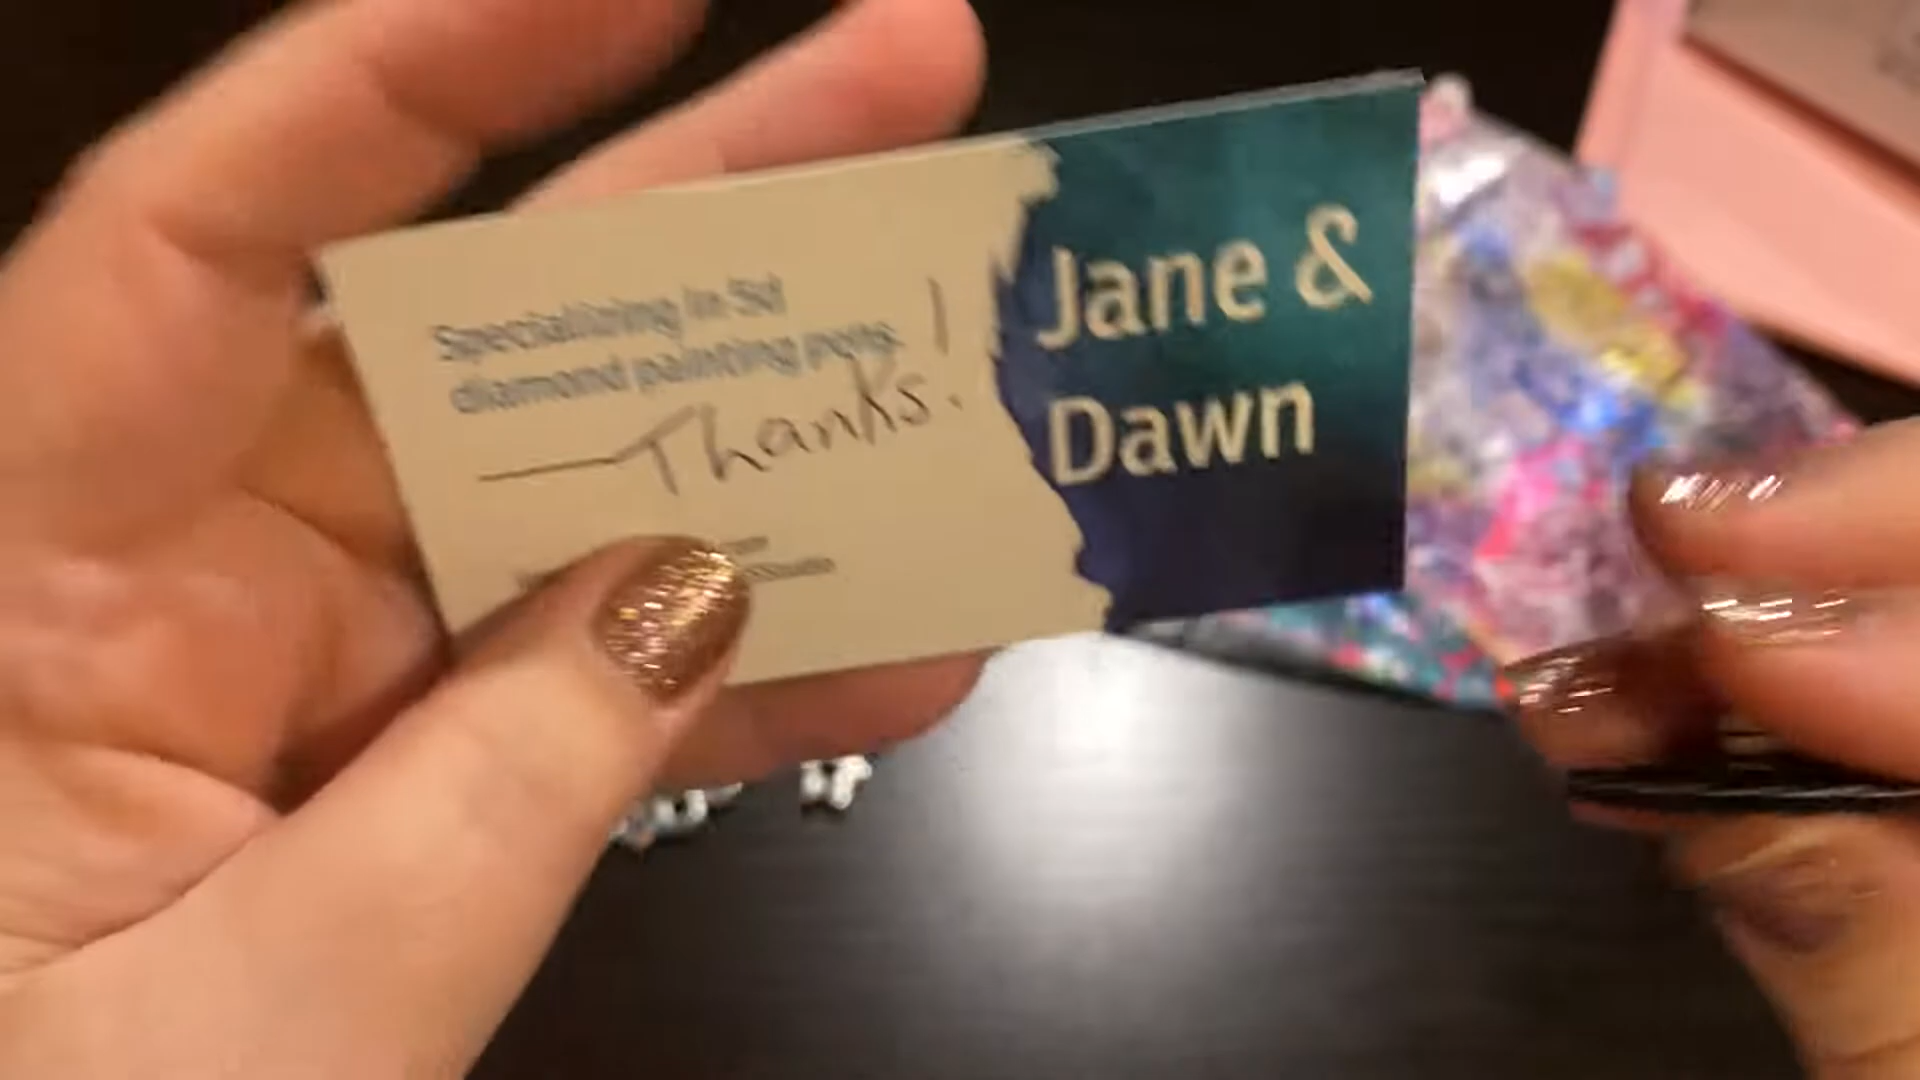 Specializing in 5d
diamond painting pens
Thanks!
Jane &
Dawn